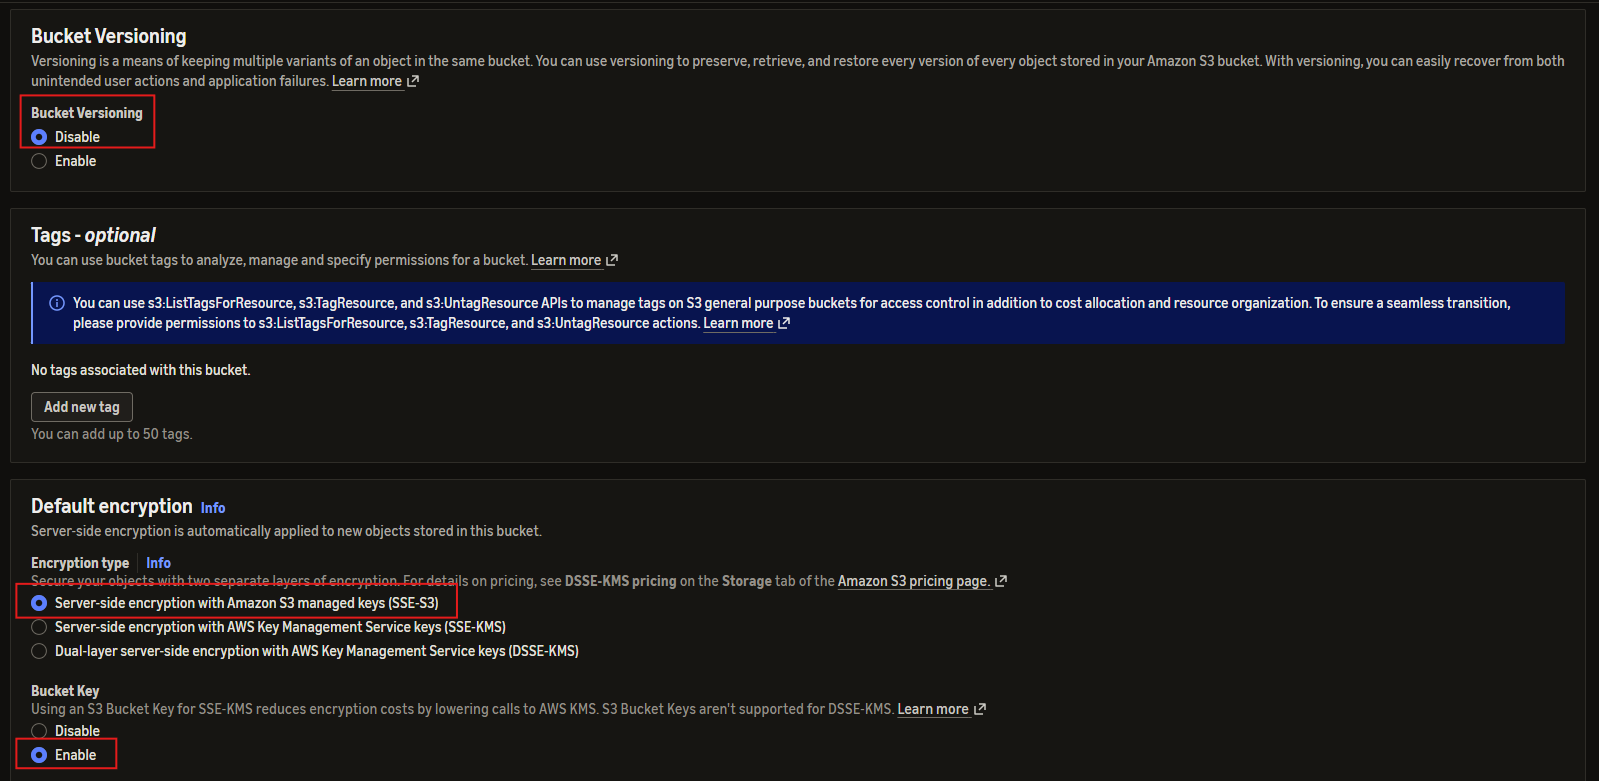 Bucket Versioning
Versioning is a means of keeping multiple variants of an object in the same bucket. You can use versioning to preserve, retrieve, and restore every version of every object stored in your Amazon S3 bucket. With versioning, you can easily recover from both
unintended user actions and application failures. Learn more
Bucket Versioning
Disable
Enable
Tags - optional
You can use bucket tags to analyze, manage and specify permissions for a bucket. Learn more
You can use s3:ListTagsForResource, s3:TagResource, and s3:UntagResource APIs to manage tags on S3 general purpose buckets for access control in addition to cost allocation and resource organization. To ensure a seamless transition,
please provide permissions to s3:ListTagsForResource, s3:TagResource, and s3:UntagResource actions. Learn more
No tags associated with this bucket.
Add new tag
You can add up to 50 tags.
Default encryption Info
Server-side encryption is automatically applied to new objects stored in this bucket.
Encryption type Info
Secure your objects with two separate layers of encryption. For details on pricing, see DSSE-KMS pricing on the Storage tab of the Amazon S3 pricing page.
Server-side encryption with Amazon S3 managed keys (SSE-S3)
Server-side encryption with AWS Key Management Service keys (SSE-KMS)
Dual-layer server-side encryption with AWS Key Management Service keys (DSSE-KMS)
Bucket Key
Using an S3 Bucket Key for SSE-KMS reduces encryption costs by lowering calls to AWS KMS. S3 Bucket Keys aren't supported for DSSE-KMS. Learn more
Disable
Enable